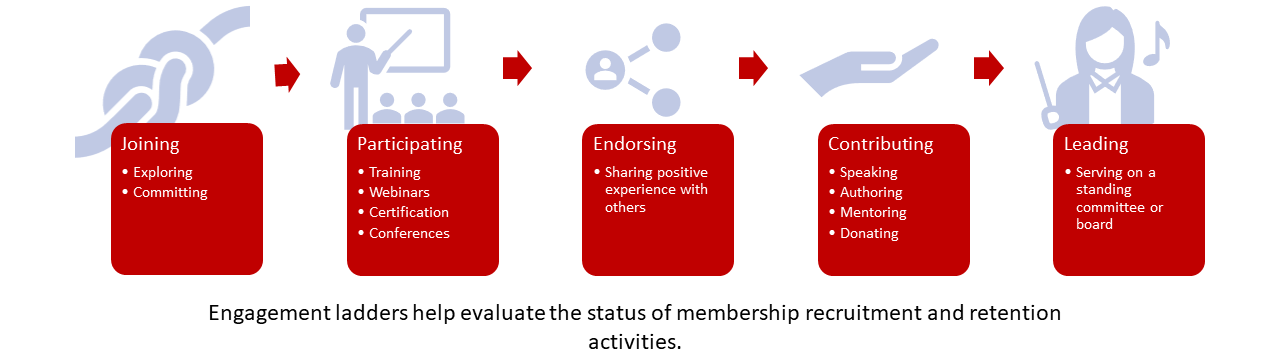 Joining
• Exploring
• Committing
Participating
• Training
• Webinars
• Certification
• Conferences
Endorsing
• Sharing positive
experience with
others
Contributing
• Speaking
• Authoring
• Mentoring
• Donating
Leading
• Serving on a
standing
committee or
board
Engagement ladders help evaluate the status of membership recruitment and retention
activities.